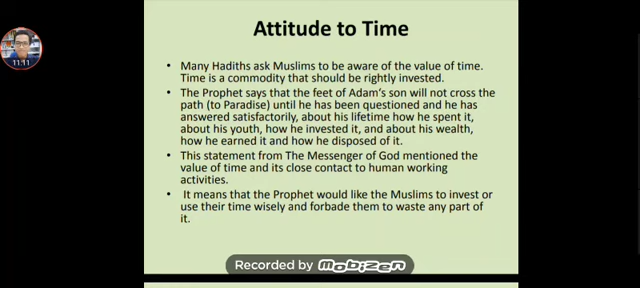 Attitude to Time
11:11
• Many Hadiths ask Muslims to be aware of the value of time.
Time is a commodity that should be rightly invested.
• The Prophet says that the feet of Adam's son will not cross the
path (to Paradise) until he has been questioned and he has
answered satisfactorily, about his lifetime how he spent it,
about his youth, how he invested it, and about his wealth,
how he earned it and how he disposed of it.
• This statement from The Messenger of God mentioned the
value of time and its close contact to human working
activities.
• It means that the Prophet would like the Muslims to invest or
use their time wisely and forbade them to waste any part of
it.
Recorded by Mobizen